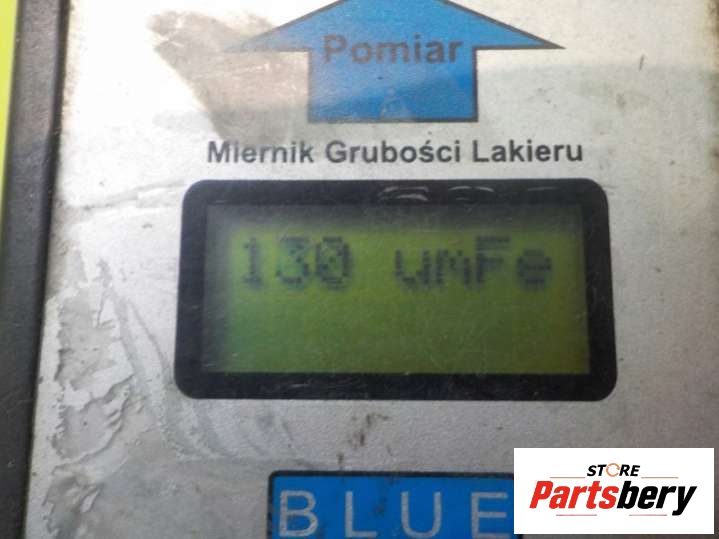 Pomiar
Miernik Grubości Lakieru
130 umFe
BLUE
STORE
Partsbery